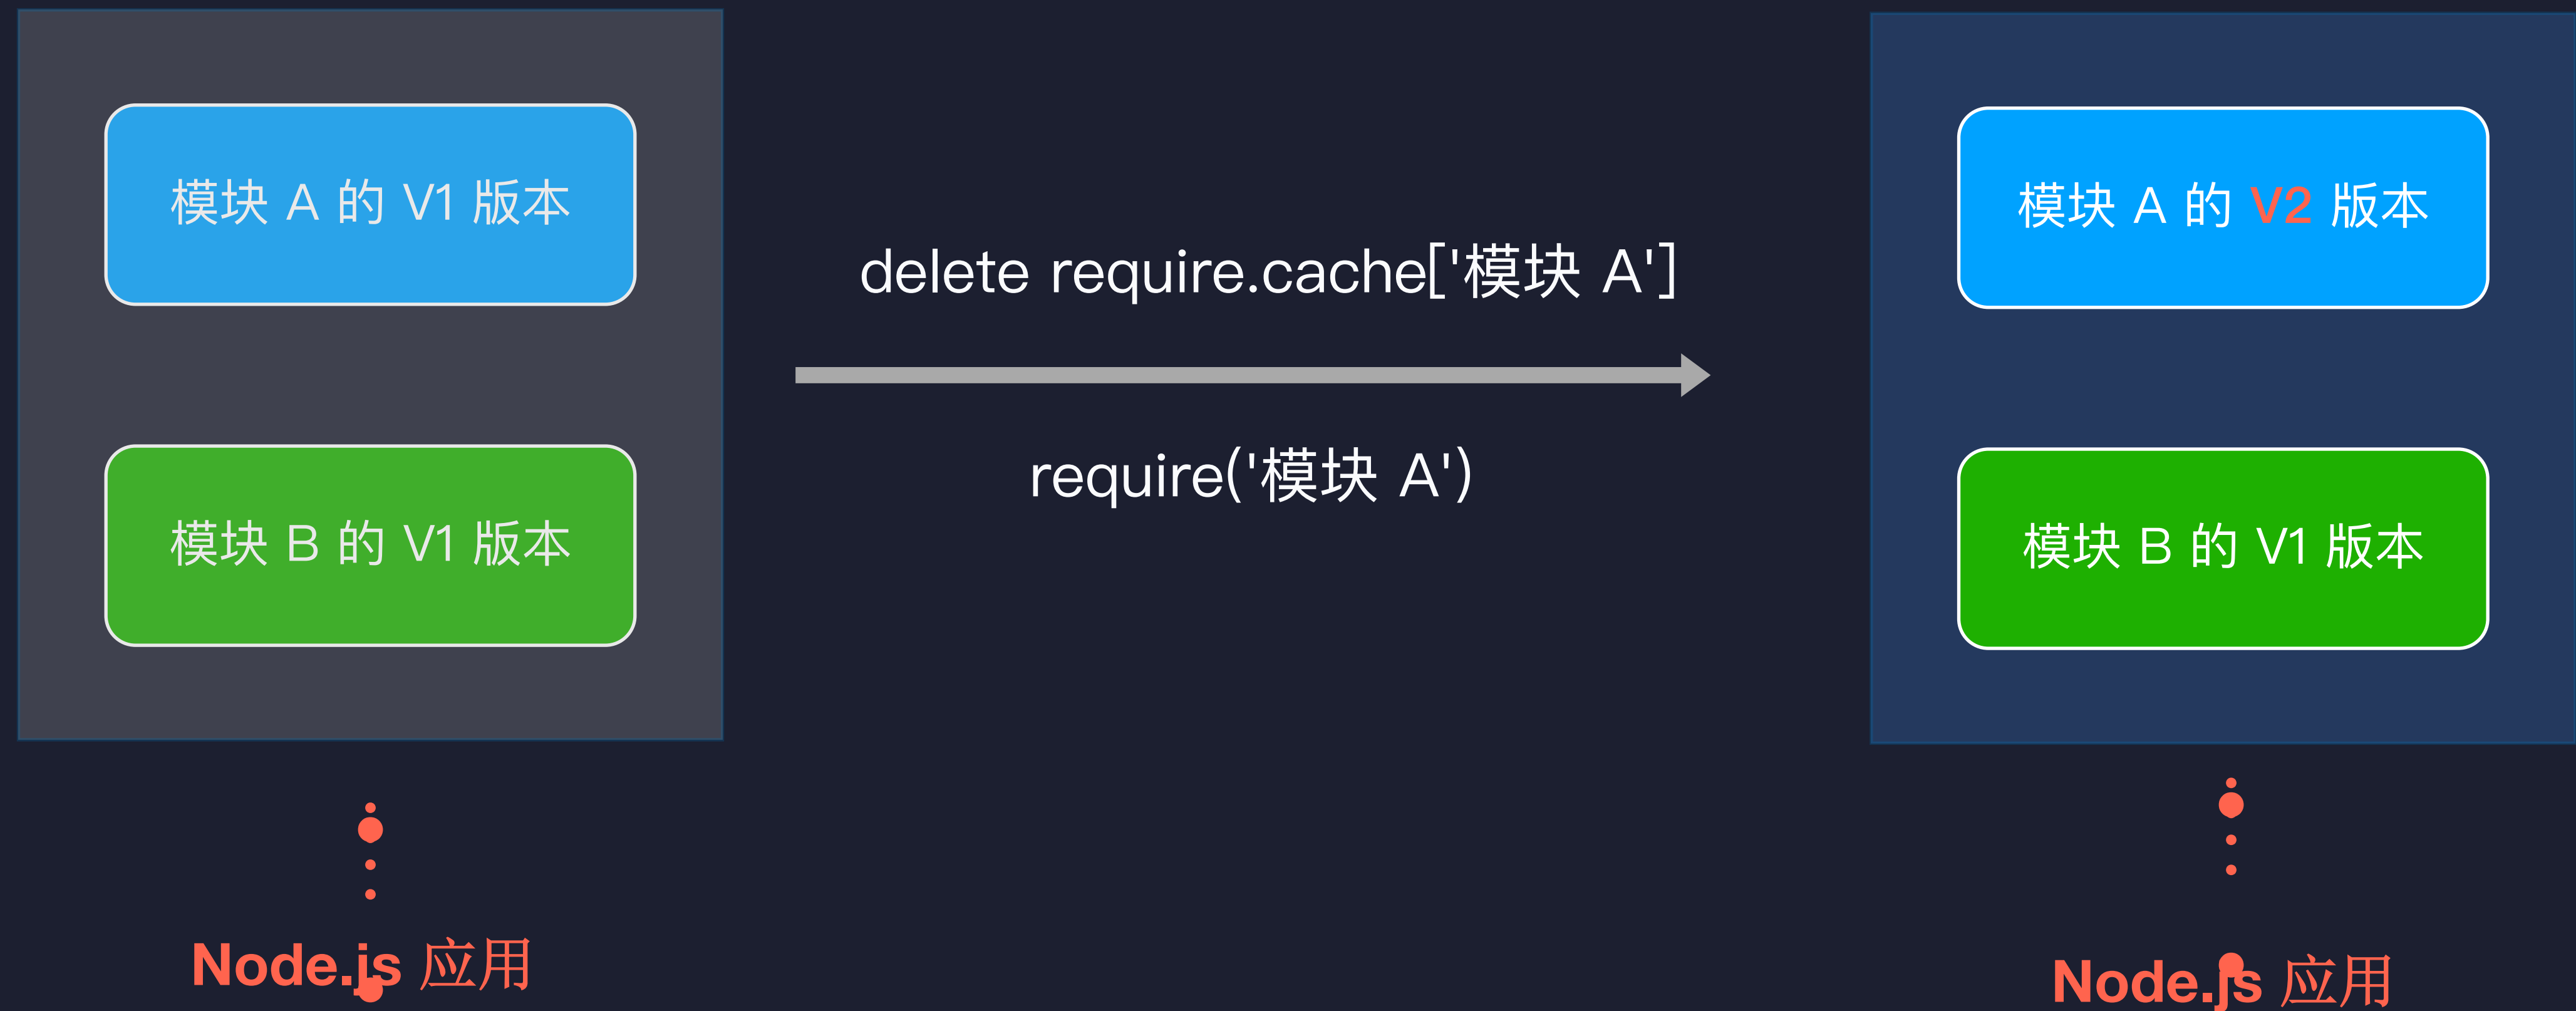 模块 A 的 V1 版本
模块 B 的 V1 版本
Node.js 应用
delete require.cache['模块 A']
require('模块 A')
模块 A 的 V2 版本
模块 B 的 V1 版本
Node.js 应用